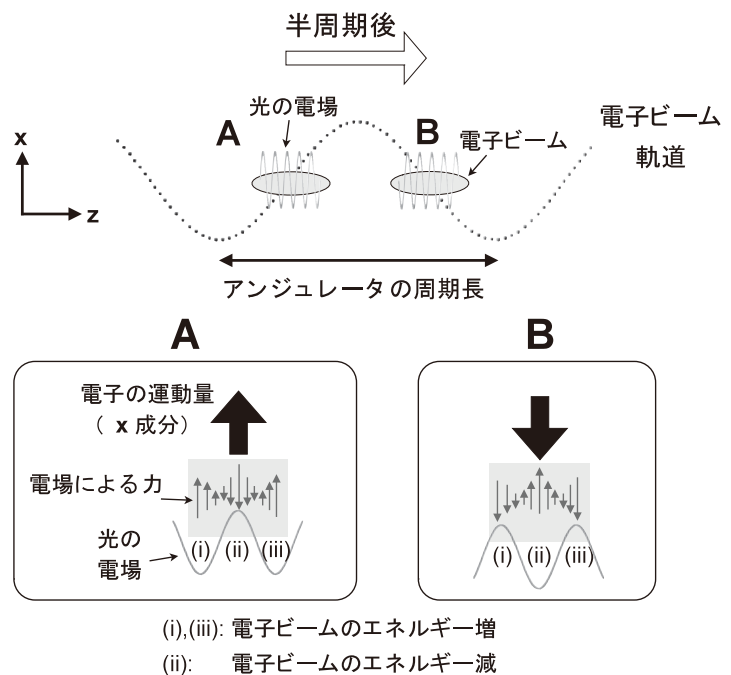 半周期後
光の電場
A
B
電子ビーム
電子ビーム
軌道
x
z
アンジュレータの周期長
A
B
電子の運動量
( x 成分)
電場による力
光の
電場
(i) (ii) (iii)
(i) (ii) (iii)
(i),(iii): 電子ビームのエネルギー増
(ii): 電子ビームのエネルギー減